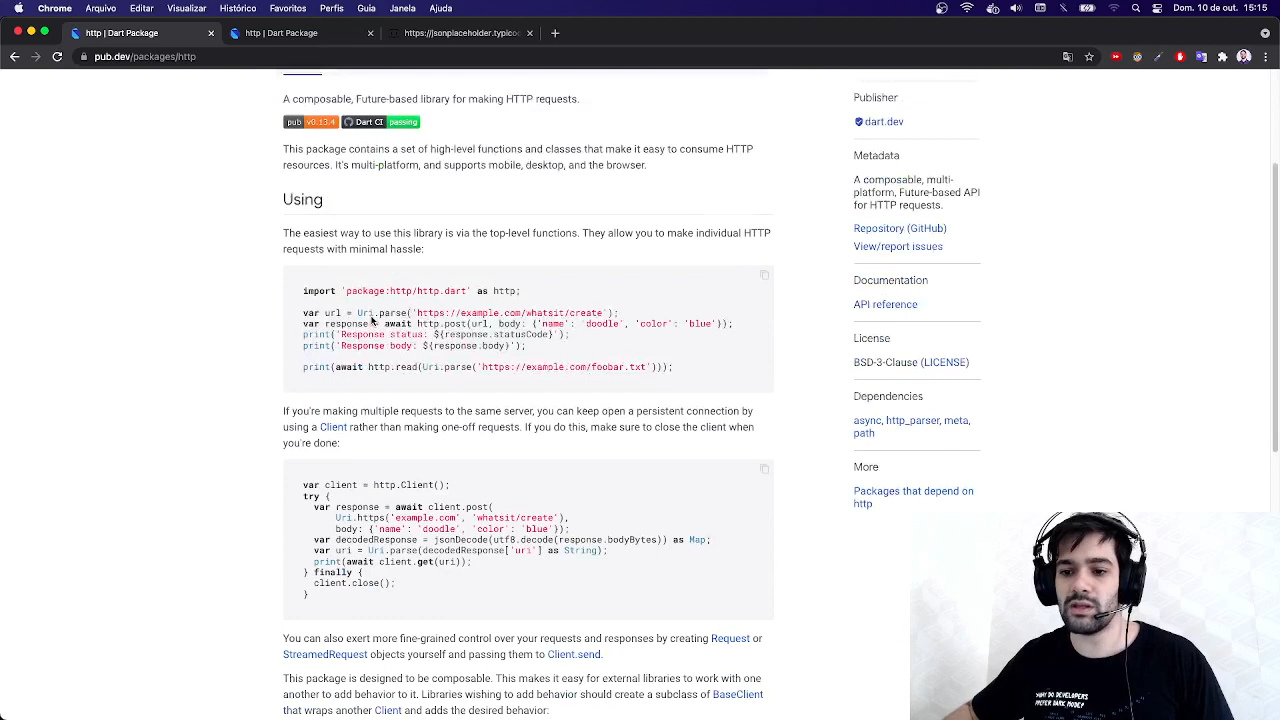 Chrome Arquivo Editar Visualizar Histórico Favoritos Perfis Guia Janela Ajuda Dom. 10 de out. 15:15
http | Dart Package http | Dart Package https://jsonplaceholder.typico
pub.dev/packages/http
A composable, Future-based library for making HTTP requests.
pub v0.13.4 Dart CI passing
This package contains a set of high-level functions and classes that make it easy to consume HTTP
resources. It's multi-platform, and supports mobile, desktop, and the browser.
Using
The easiest way to use this library is via the top-level functions. They allow you to make individual HTTP
requests with minimal hassle:
import 'package:http/http.dart' as http;
var url = Uri.parse('https://example.com/whatsit/create');
var response = await http.post(url, body: {'name': 'doodle', 'color': 'blue'});
print('Response status: ${response.statusCode}');
print('Response body: ${response.body}');
print(await http.read(Uri.parse('https://example.com/foobar.txt')));
If you're making multiple requests to the same server, you can keep open a persistent connection by
using a Client rather than making one-off requests. If you do this, make sure to close the client when
you're done:
var client = http.Client();
try {
var response = await client.post(
Uri.https('example.com', 'whatsit/create'),
body: {'name': 'doodle', 'color': 'blue'});
var decodedResponse = jsonDecode(utf8.decode(response.bodyBytes)) as Map;
var uri = Uri.parse(decodedResponse['uri'] as String);
print(await client.get(uri));
} finally {
client.close();
}
You can also exert more fine-grained control over your requests and responses by creating Request or
StreamedRequest objects yourself and passing them to Client.send.
This package is designed to be composable. This makes it easy for external libraries to work with one
another to add behavior to it. Libraries wishing to add behavior should create a subclass of BaseClient
that wraps another Client and adds the desired behavior:
Publisher
dart.dev
Metadata
A composable, multi-
platform, Future-based API
for HTTP requests.
Repository (GitHub)
View/report issues
Documentation
API reference
License
BSD-3-Clause (LICENSE)
Dependencies
async, http_parser, meta,
path
More
Packages that depend on
http
WHAT DO DEVELOPERS
PREFER DARK MODE?